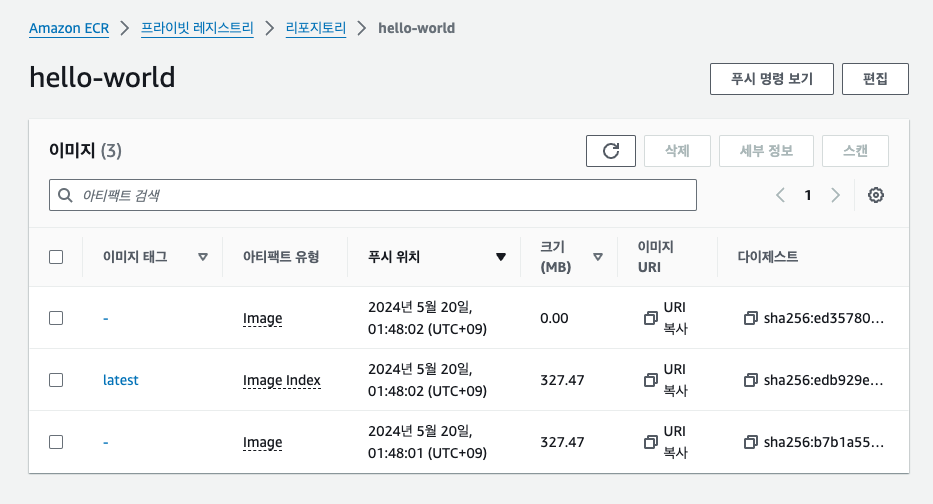 Amazon ECR > 프라이빗 레지스트리 > 리포지토리 > hello-world
hello-world
푸시 명령 보기
편집
이미지 (3)
삭제
세부 정보
스캔
아티팩트 검색
< 1 >
이미지 태그
아티팩트 유형
푸시 위치
크기
(MB)
이미지
URI
다이제스트
-
Image
2024년 5월 20일,
01:48:02 (UTC+09)
0.00
URI
복사
sha256:ed35780...
latest
Image Index
2024년 5월 20일,
01:48:02 (UTC+09)
327.47
URI
복사
sha256:edb929e...
-
Image
2024년 5월 20일,
01:48:01 (UTC+09)
327.47
URI
복사
sha256:b7b1a55...